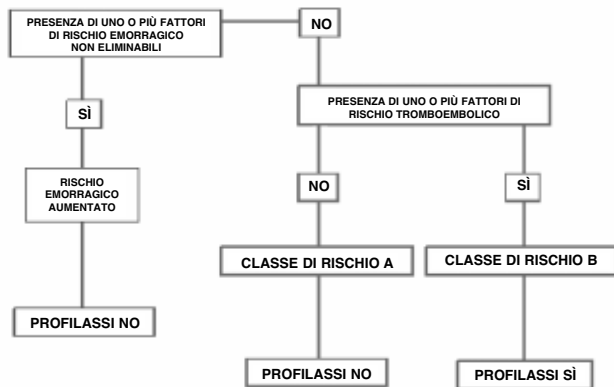 PRESENZA DI UNO O PIÙ FATTORI
DI RISCHIO EMORRAGICO
NON ELIMINABILI
NO
SÌ
PRESENZA DI UNO O PIÙ FATTORI DI
RISCHIO TROMBOEMBOLICO
RISCHIO
EMORRAGICO
AUMENTATO
NO
SÌ
CLASSE DI RISCHIO A
CLASSE DI RISCHIO B
PROFILASSI NO
PROFILASSI NO
PROFILASSI SÌ